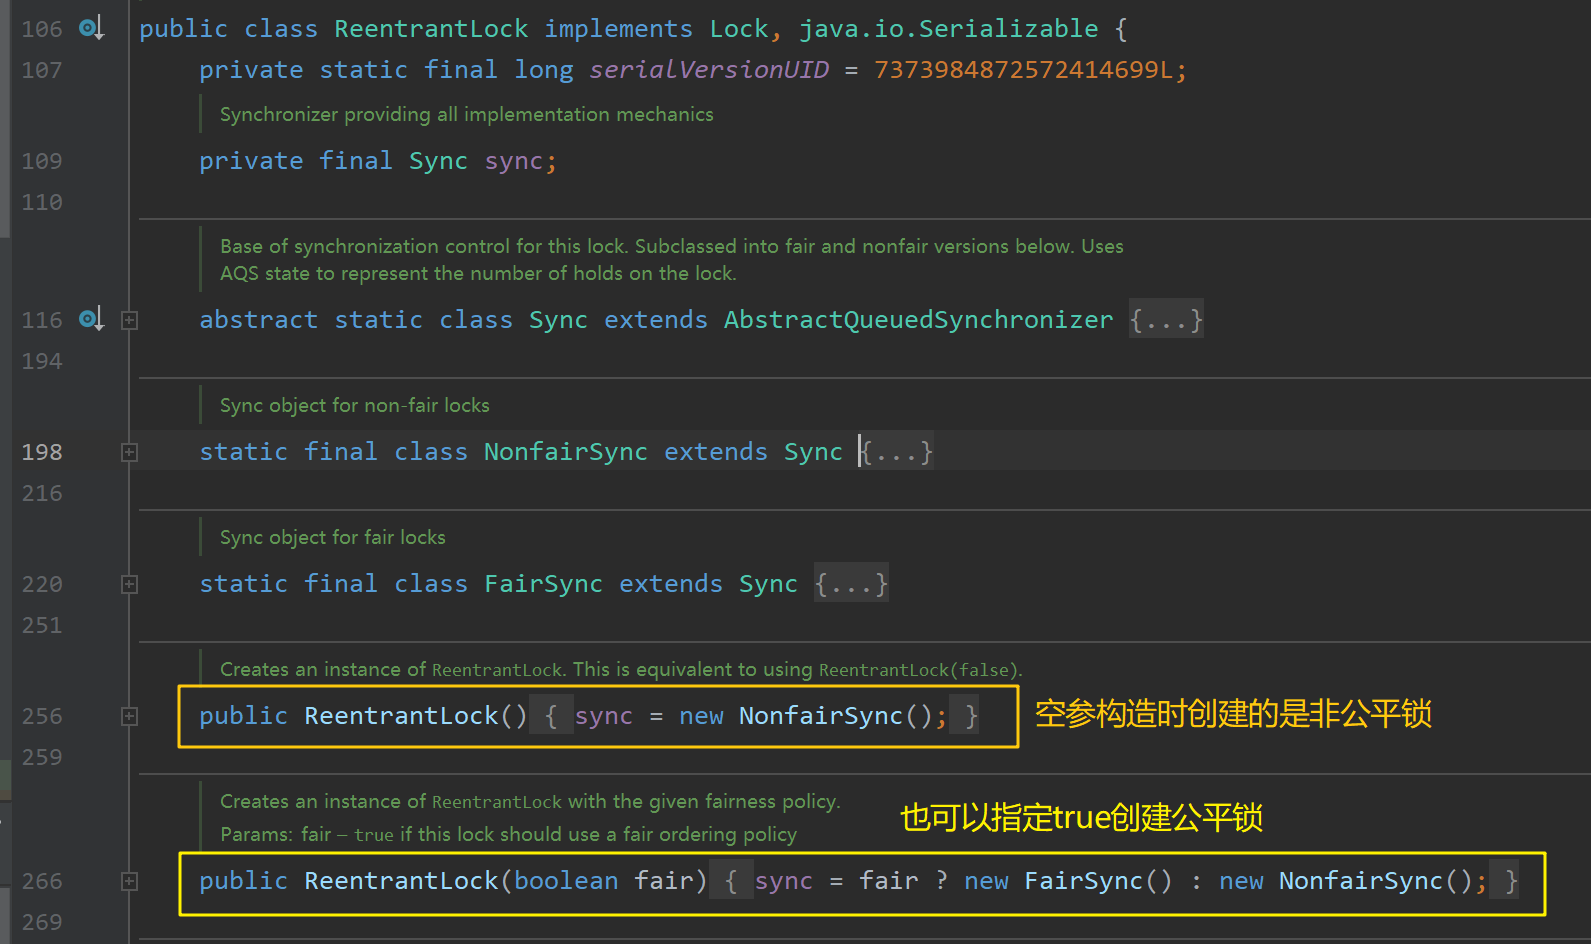 106 public class ReentrantLock implements Lock, java.io.Serializable {
107 private static final long serialVersionUID = 7373984872572414699L;
Synchronizer providing all implementation mechanics
109 private final Sync sync;
110
Base of synchronization control for this lock. Subclassed into fair and nonfair versions below. Uses
AQS state to represent the number of holds on the lock.
116 abstract static class Sync extends AbstractQueuedSynchronizer {...}
194
Sync object for non-fair locks
198 static final class NonfairSync extends Sync {...}
216
Sync object for fair locks
220 static final class FairSync extends Sync {...}
251
Creates an instance of ReentrantLock. This is equivalent to using ReentrantLock(false).
256 public ReentrantLock() { sync = new NonfairSync(); } 空参构造时创建的是非公平锁
259
Creates an instance of ReentrantLock with the given fairness policy.
也可以指定true创建公平锁
Params: fair – true if this lock should use a fair ordering policy
266 public ReentrantLock(boolean fair) { sync = fair ? new FairSync() : new NonfairSync(); }
269